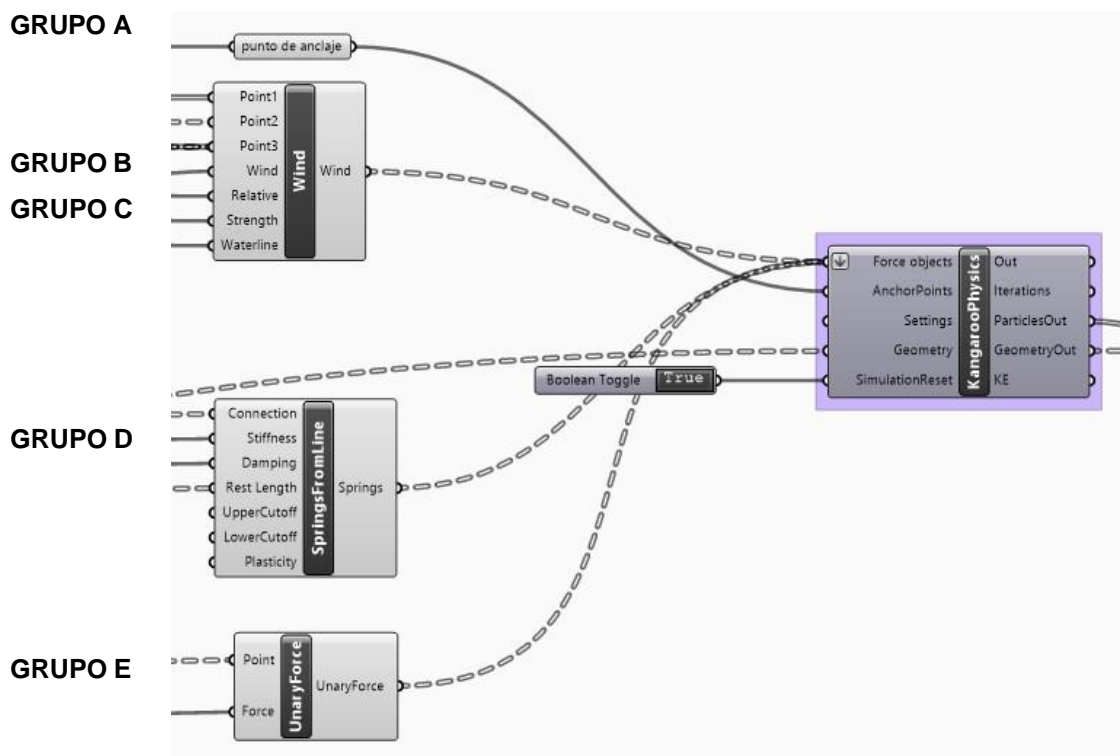 GRUPO A
punto de anclaje
Point1
Point2
Point3
Wind
Relative
Strength
Waterline
Wind
Wind
GRUPO B
GRUPO C
Force objects
AnchorPoints
Settings
Geometry
SimulationReset
KangarooPhysics
Out
Iterations
ParticlesOut
GeometryOut
KE
Boolean Toggle True
GRUPO D
Connection
Stiffness
Damping
Rest Length
UpperCutoff
LowerCutoff
Plasticity
SpringsFromLine
Springs
GRUPO E
Point
Force
UnaryForce
UnaryForce